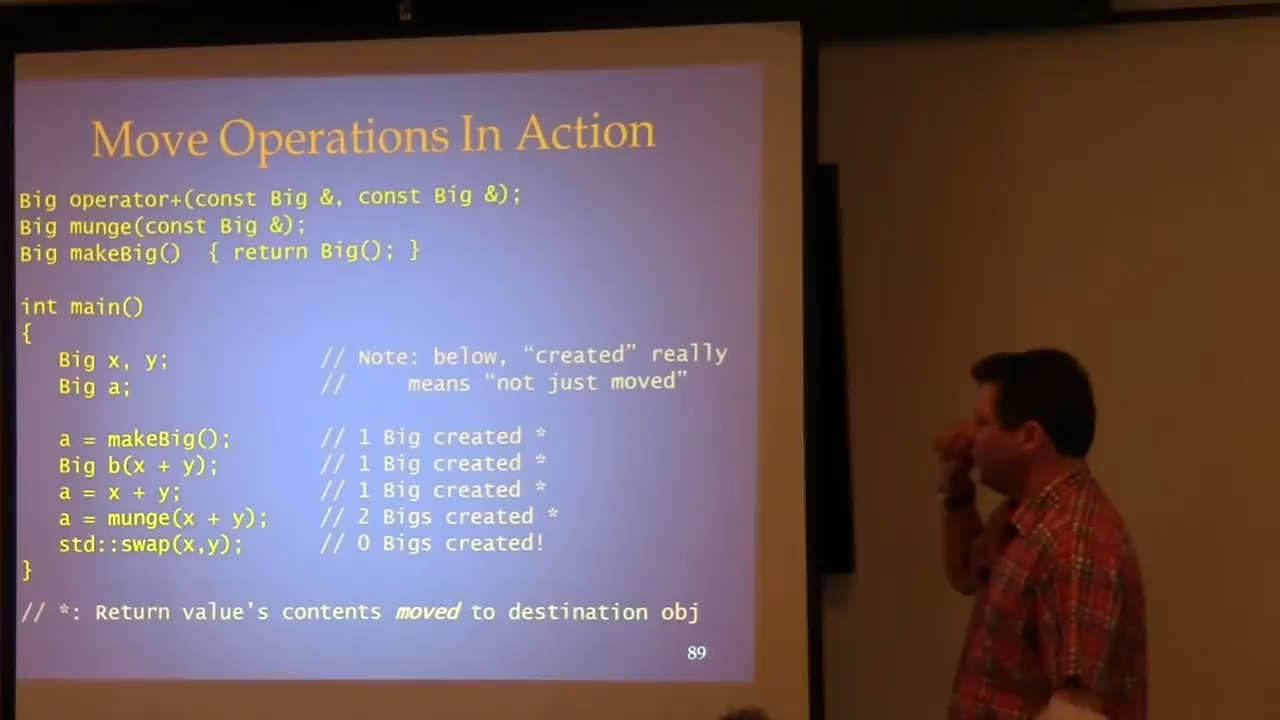 Move Operations In Action
Big operator+(const Big &, const Big &);
Big munge(const Big &);
Big makeBig() { return Big(); }
int main()
{
Big x, y; // Note: below, “created” really
Big a; // means “not just moved”
a = makeBig(); // 1 Big created *
Big b(x + y); // 1 Big created *
a = x + y; // 1 Big created *
a = munge(x + y); // 2 Bigs created *
std::swap(x,y); // 0 Bigs created!
}
// *: Return value’s contents moved to destination obj
89